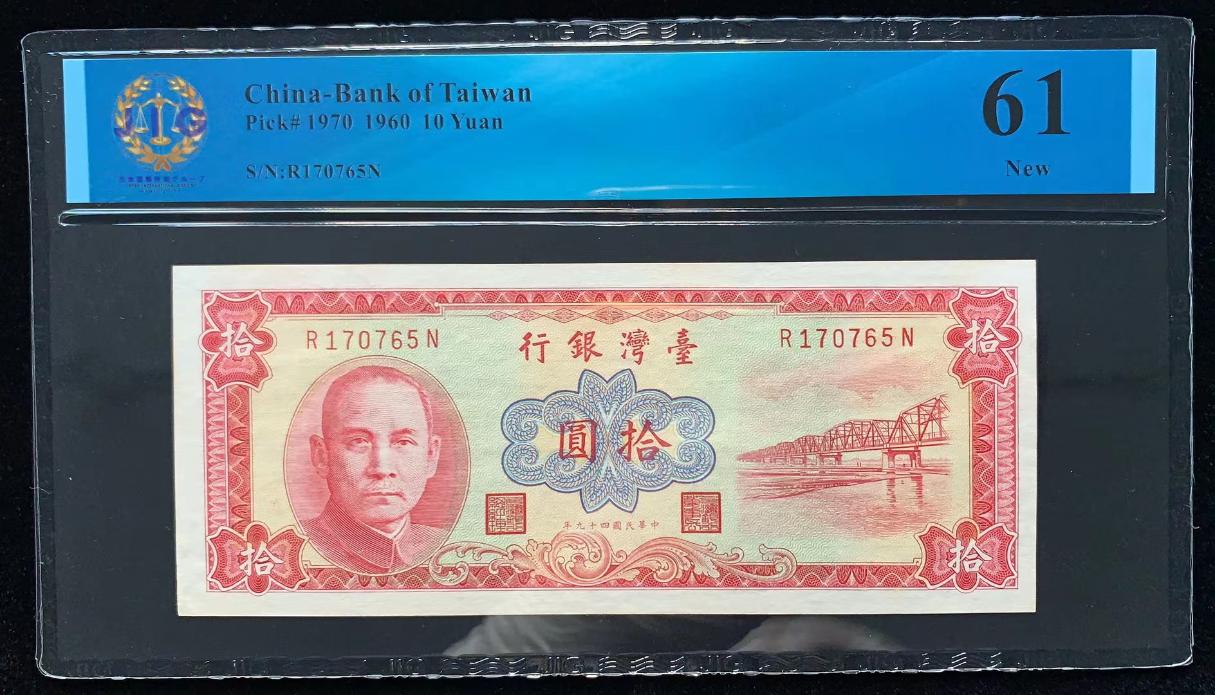 JIG
China-Bank of Taiwan
Pick# 1970 1960 10 Yuan
S/N:R170765N
61
New
拾
拾
R170765N
行銀灣臺
R170765N
圓拾
年九十四國民華中
拾
拾